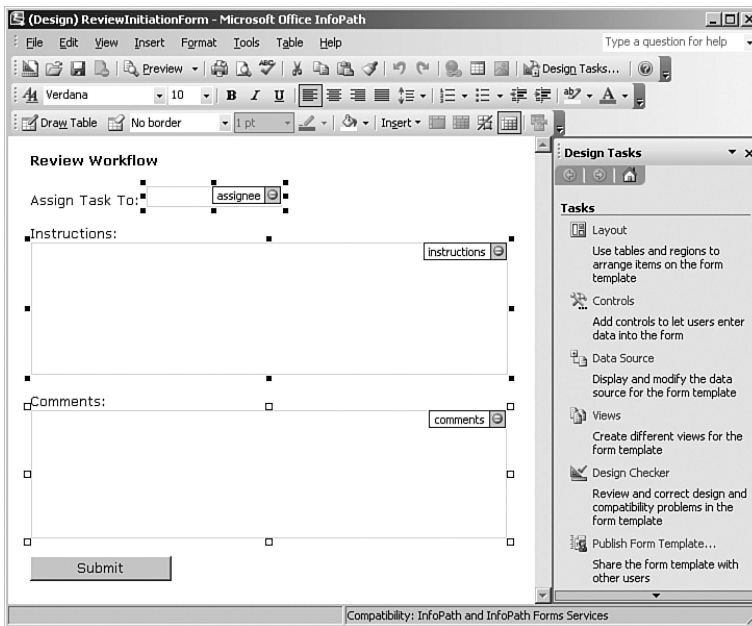 (Design) ReviewInitiationForm - Microsoft Office InfoPath
File Edit View Insert Format Tools Table Help
Type a question for help
Preview
Design Tasks...
Verdana 10 B I U
Draw Table No border 1 pt Insert
Review Workflow
Assign Task To:
assignee
Instructions:
instructions
Comments:
comments
Submit
Design Tasks
Tasks
Layout
Use tables and regions to
arrange items on the form
template
Controls
Add controls to let users enter
data into the form
Data Source
Display and modify the data
source for the form template
Views
Create different views for the
form template
Design Checker
Review and correct design and
compatibility problems in the
form template
Publish Form Template...
Share the form template with
other users
Compatibility: InfoPath and InfoPath Forms Services